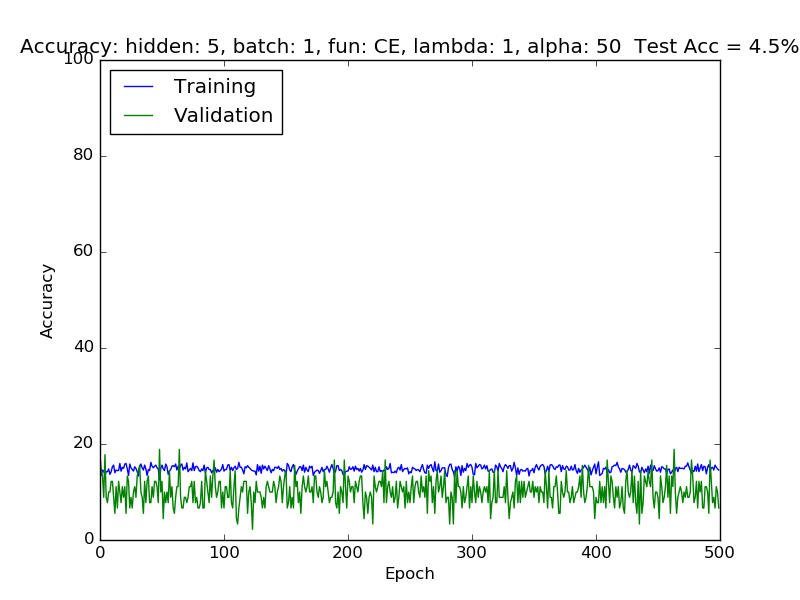 Accuracy: hidden: 5, batch: 1, fun: CE, lambda: 1, alpha: 50  Test Acc = 4.5%
100
Training
Validation
80
60
Accuracy
40
20
0
0 100 200 300 400 500
Epoch